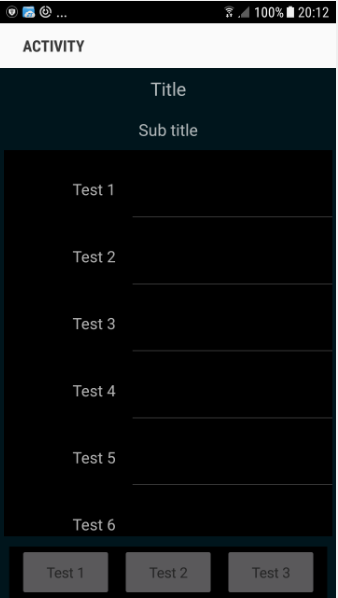 ... 100% 20:12
ACTIVITY
Title
Sub title
Test 1
Test 2
Test 3
Test 4
Test 5
Test 6
Test 1 Test 2 Test 3